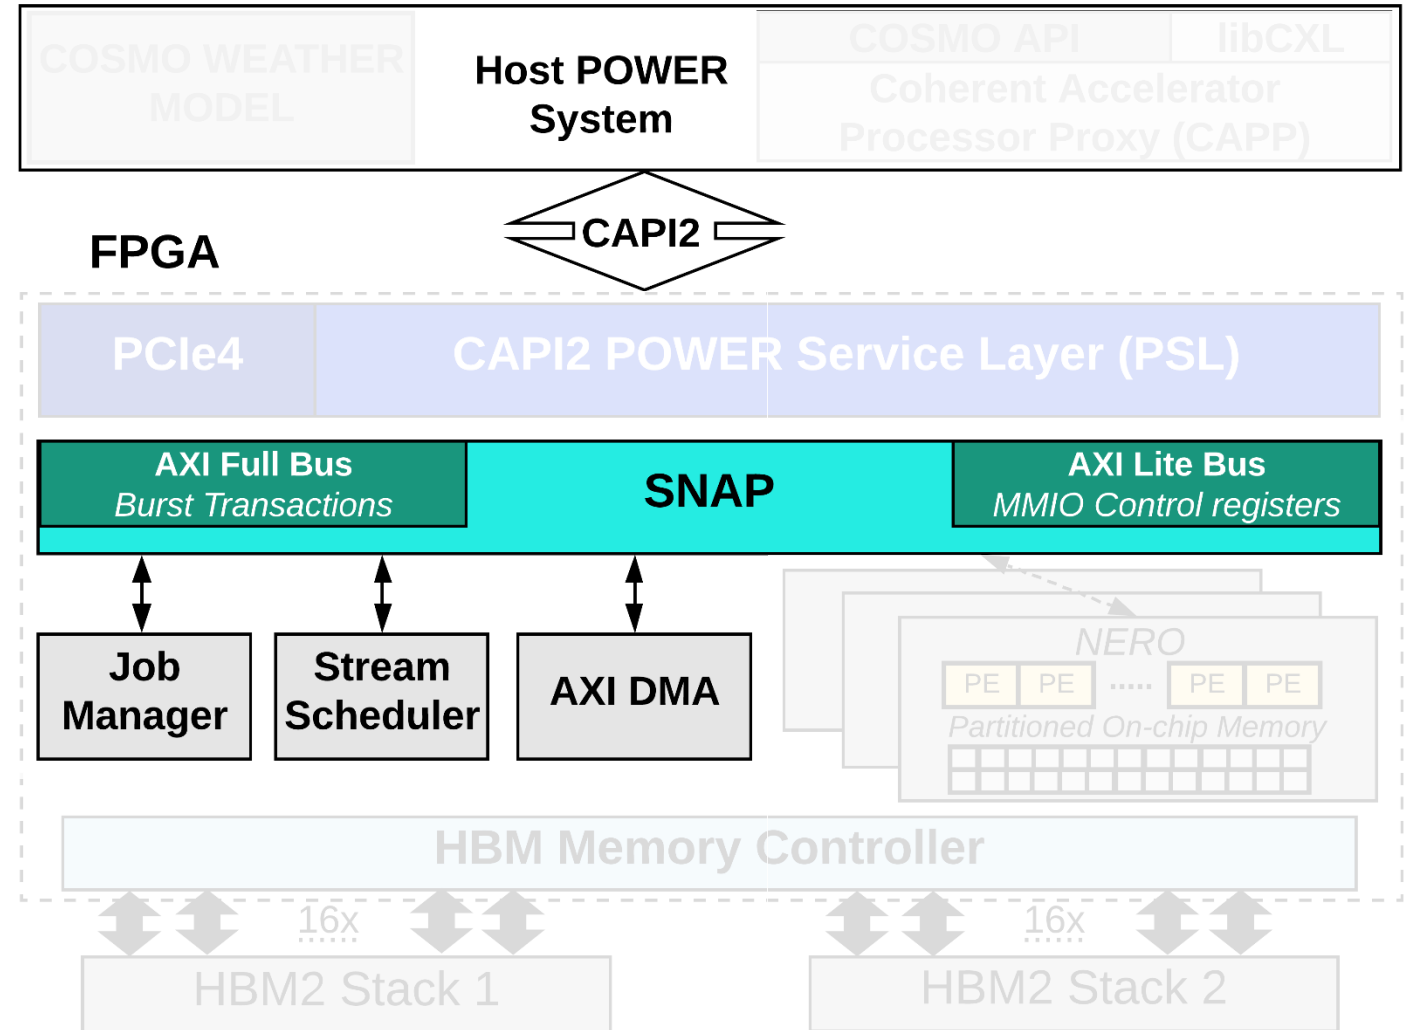 COSMO WEATHER
MODEL
Host POWER
System
COSMO API
libCXL
Coherent Accelerator
Processor Proxy (CAPP)
CAPI2
FPGA
PCIe4
CAPI2 POWER Service Layer (PSL)
AXI Full Bus
Burst Transactions
SNAP
AXI Lite Bus
MMIO Control registers
Job
Manager
Stream
Scheduler
AXI DMA
NERO
PE
PE
.....
PE
PE
Partitioned On-chip Memory
HBM Memory Controller
16x
16x
HBM2 Stack 1
HBM2 Stack 2